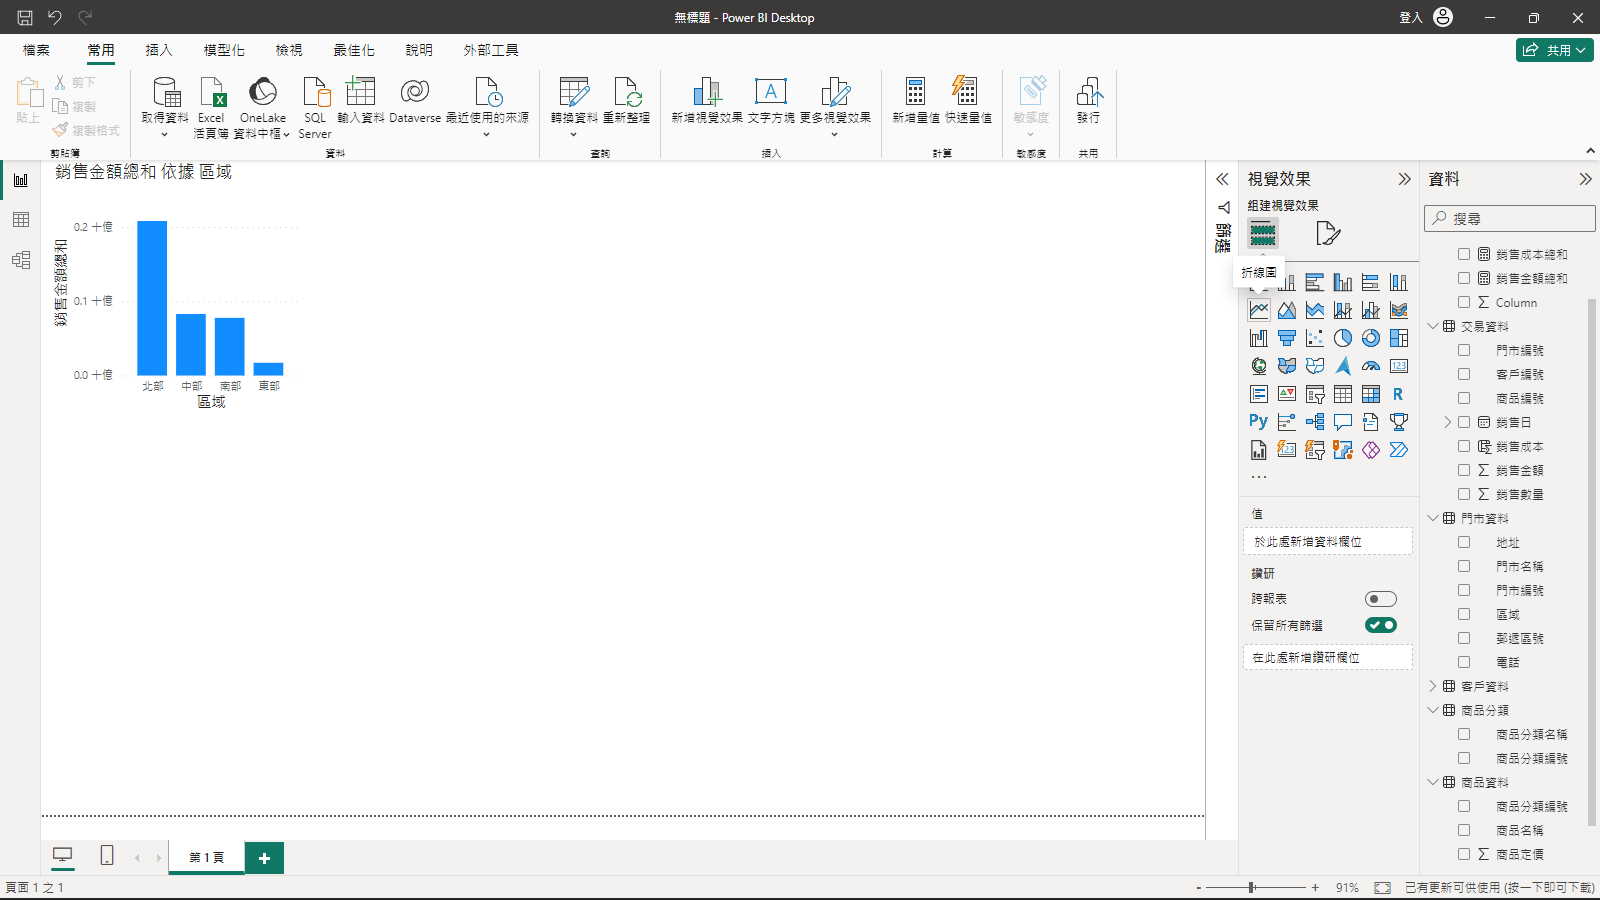 無標題 - Power BI Desktop
登入
檔案 常用 插入 模型化 檢視 最佳化 說明 外部工具
共用
貼上
剪下
複製
複製格式
剪貼簿
取得資料
Excel
活頁簿
OneLake
資料中樞
SQL
Server
輸入資料
Dataverse
最近使用的來源
資料
轉換資料
重新整理
查詢
新增視覺效果
文字方塊
更多視覺效果
插入
新增量值
快速量值
計算
敏感度
敏感度
發行
共用
銷售金額總和 依據 區域
銷售金額總和
0.2 十億
0.1 十億
0.0 十億
北部 中部 南部 東部
區域
篩選
視覺效果
組建視覺效果
折線圖
123
R
Py
123
...
值
於此處新增資料欄位
鑽研
跨報表
保留所有篩選
在此處新增鑽研欄位
資料
搜尋
銷售成本總和
銷售金額總和
Column
交易資料
門市編號
客戶編號
商品編號
銷售日
銷售成本
銷售金額
銷售數量
門市資料
地址
門市名稱
門市編號
區域
郵遞區號
電話
客戶資料
商品分類
商品分類名稱
商品分類編號
商品資料
商品分類編號
商品名稱
商品定價
第 1 頁
頁面 1 之 1
- + 91%
已有更新可供使用 (按一下即可下載)